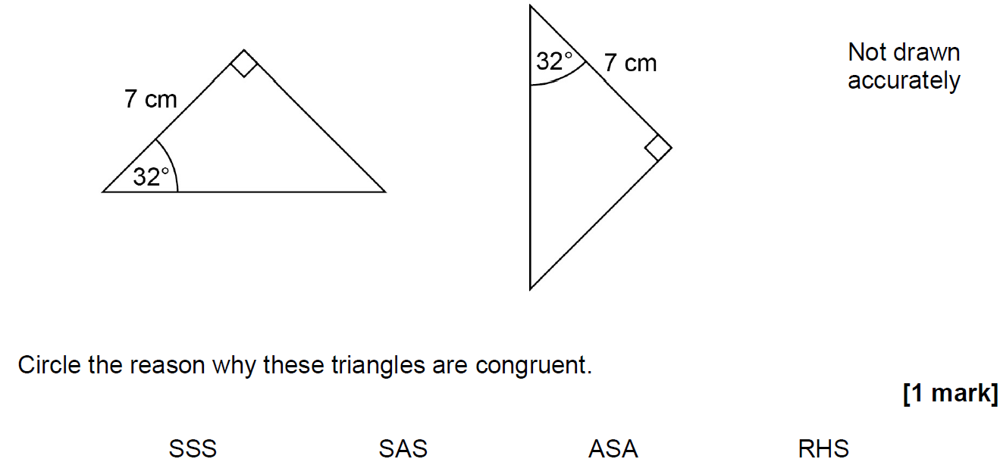 7 cm
32°
32°
7 cm
Not drawn
accurately
Circle the reason why these triangles are congruent.
[1 mark]
SSS SAS ASA RHS